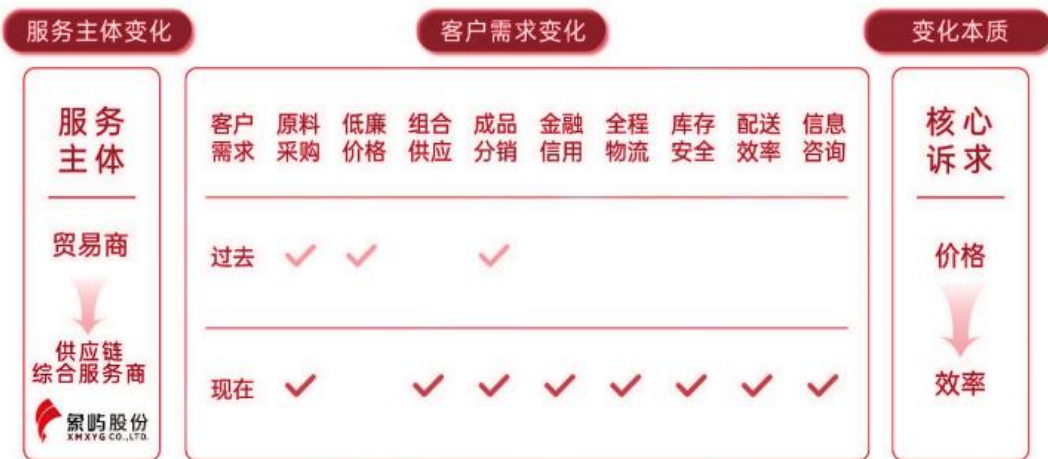 服务主体变化
客户需求变化
变化本质
服务
主体
贸易商
供应链
综合服务商
象屿股份
XMXYG CO.,LTD.
客户需求 原料采购 低廉价格 组合供应 成品分销 金融信用 全程物流 库存安全 配送效率 信息咨询
过去 ✓ ✓ ✓
现在 ✓ ✓ ✓ ✓ ✓ ✓ ✓ ✓
核心
诉求
价格
效率